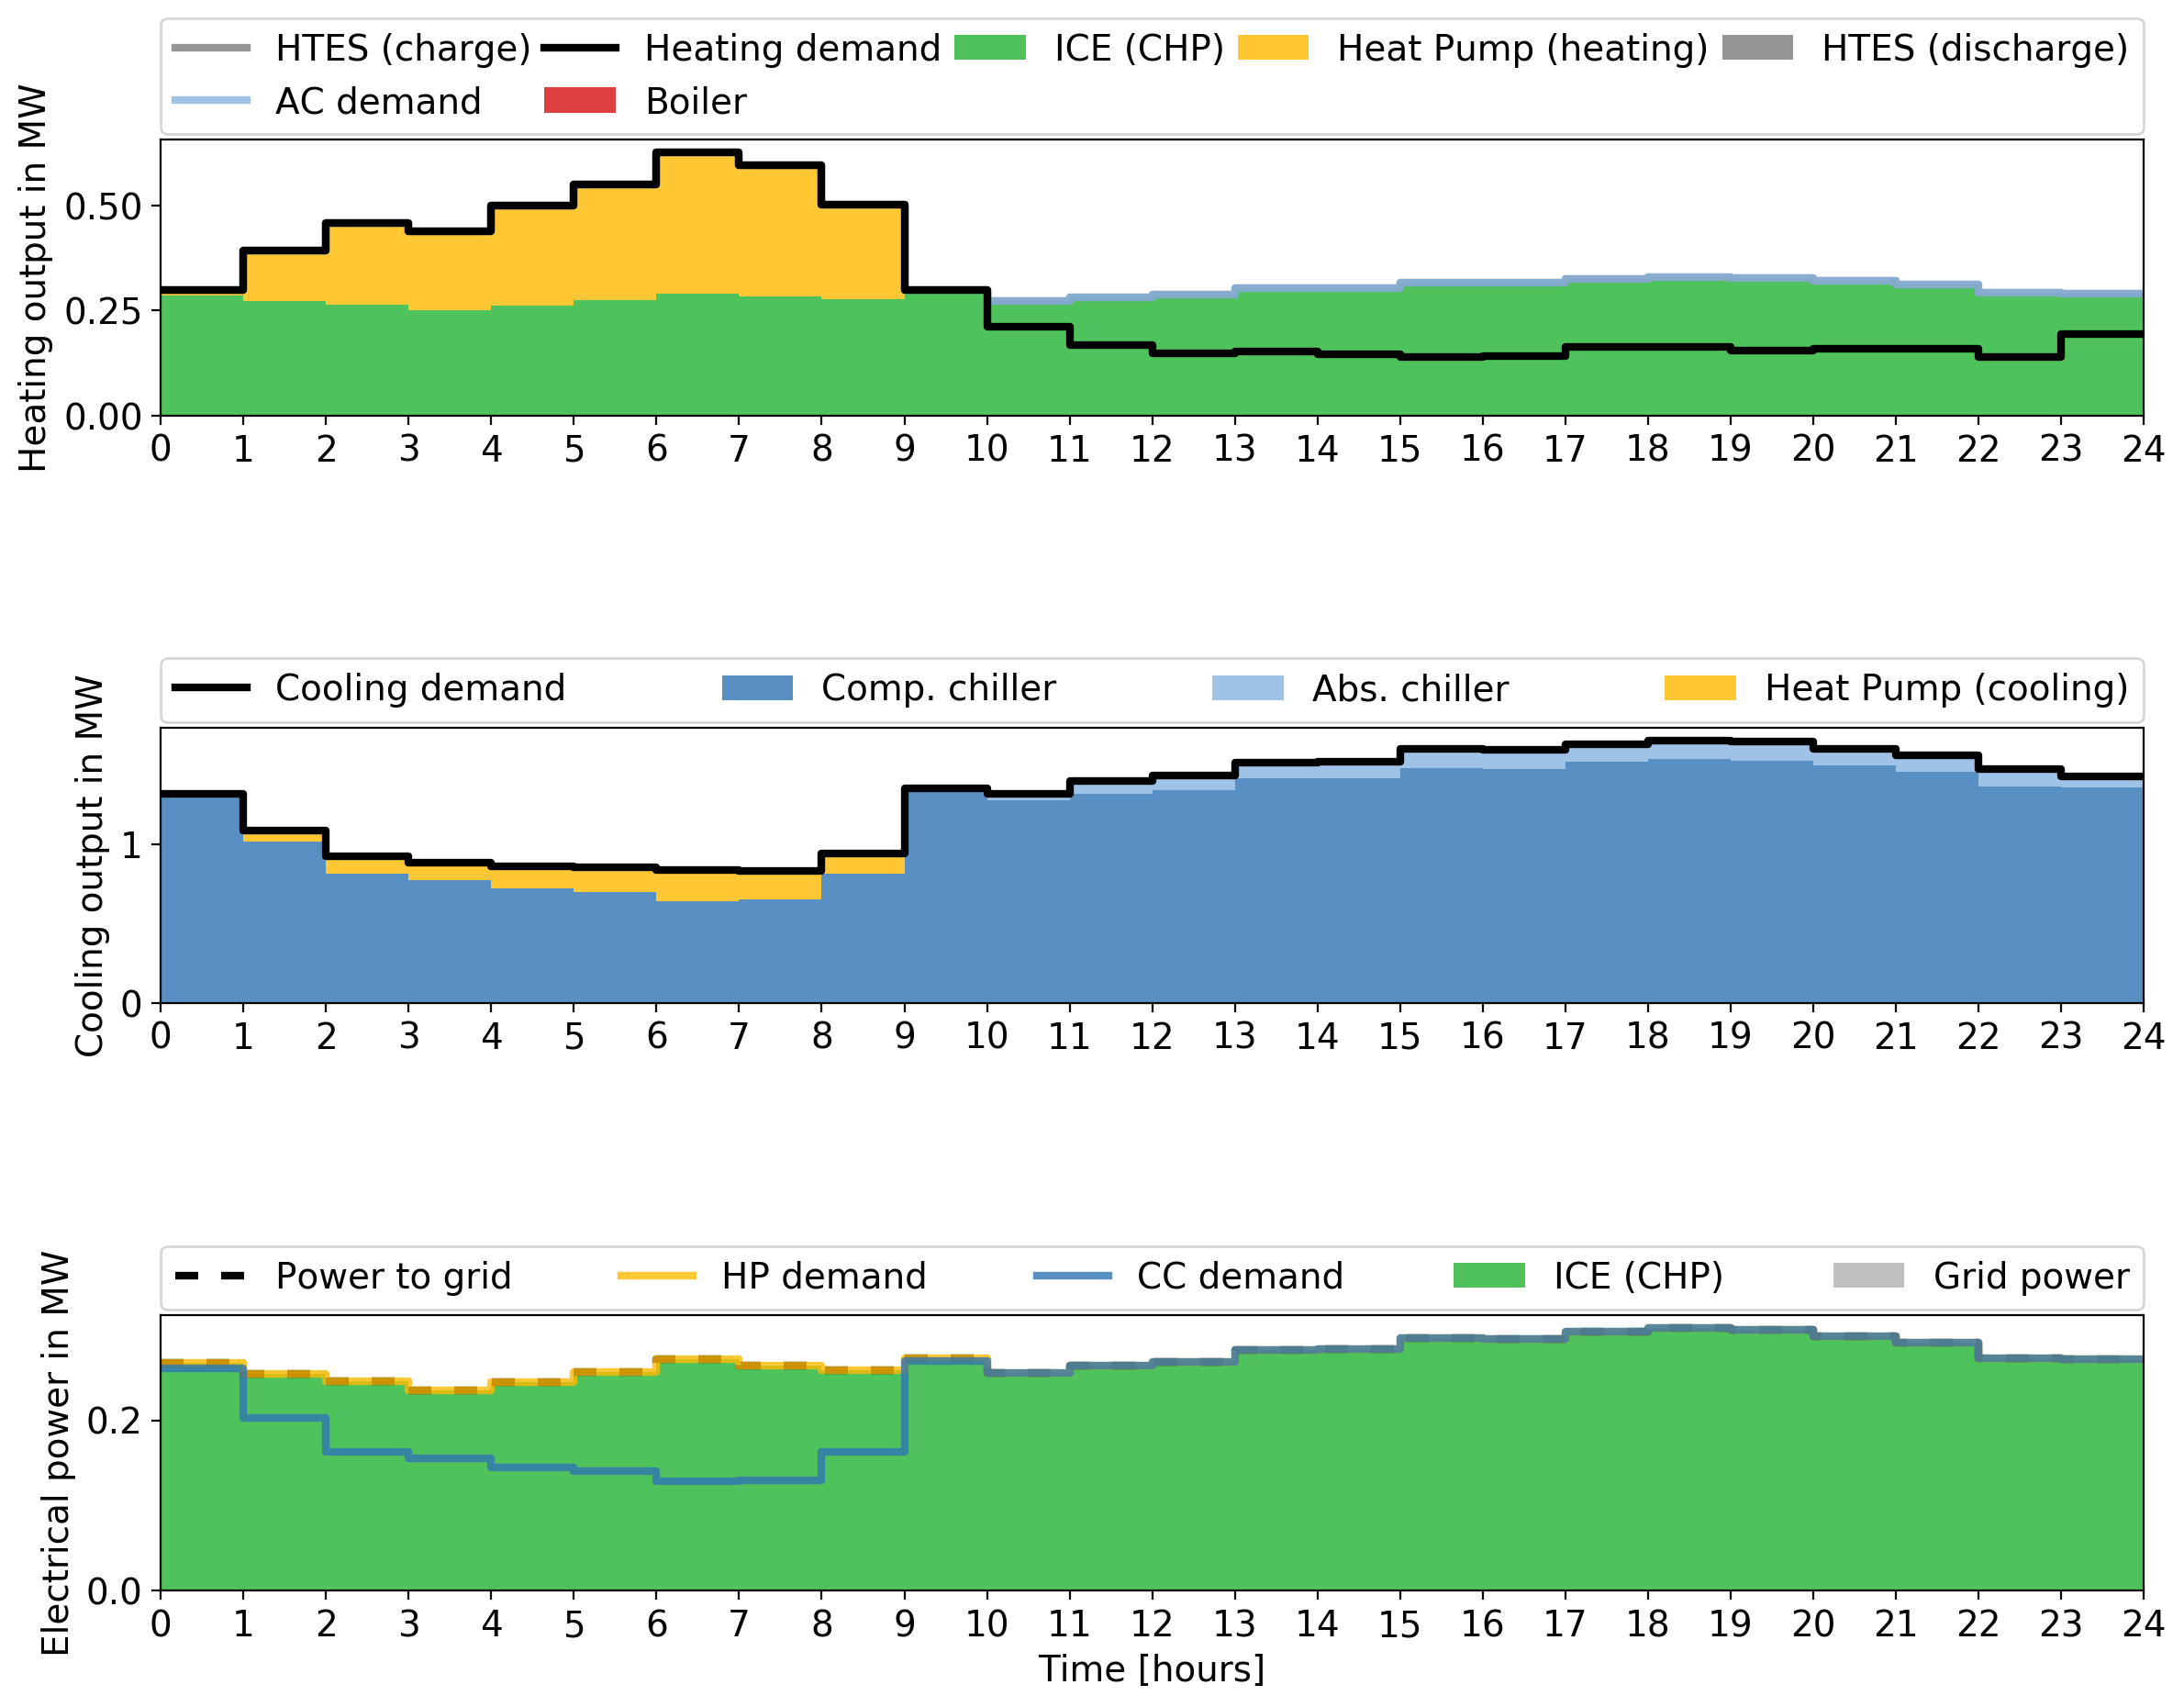 HTES (charge) Heating demand ICE (CHP) Heat Pump (heating) HTES (discharge)
AC demand Boiler
Heating output in MW
0.50
0.25
0.00
0 1 2 3 4 5 6 7 8 9 10 11 12 13 14 15 16 17 18 19 20 21 22 23 24
Cooling demand Comp. chiller Abs. chiller Heat Pump (cooling)
Cooling output in MW
1
0
0 1 2 3 4 5 6 7 8 9 10 11 12 13 14 15 16 17 18 19 20 21 22 23 24
Power to grid HP demand CC demand ICE (CHP) Grid power
Electrical power in MW
0.2
0.0
0 1 2 3 4 5 6 7 8 9 10 11 12 13 14 15 16 17 18 19 20 21 22 23 24
Time [hours]